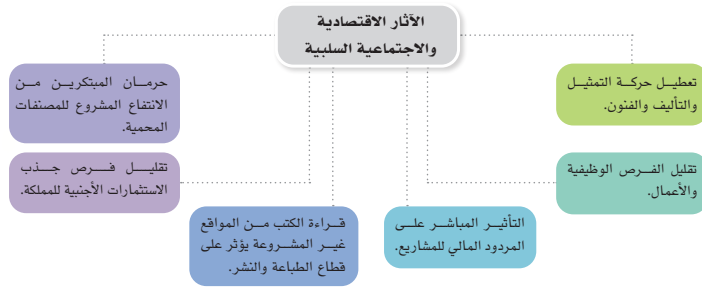 الآثار الاقتصادية
والاجتماعية السلبية
تعطيل حركة التمثيل
والتأليف والفنون.
حرمان المبتكرين من
الانتفاع المشروع للمصنفات
المحمية.
تقليل الفرص الوظيفية
والأعمال.
تقليل فرص جذب
الاستثمارات الأجنبية للمملكة.
التأثير المباشر على
المردود المالي للمشاريع.
قراءة الكتب من المواقع
غير المشروعة يؤثر على
قطاع الطباعة والنشر.